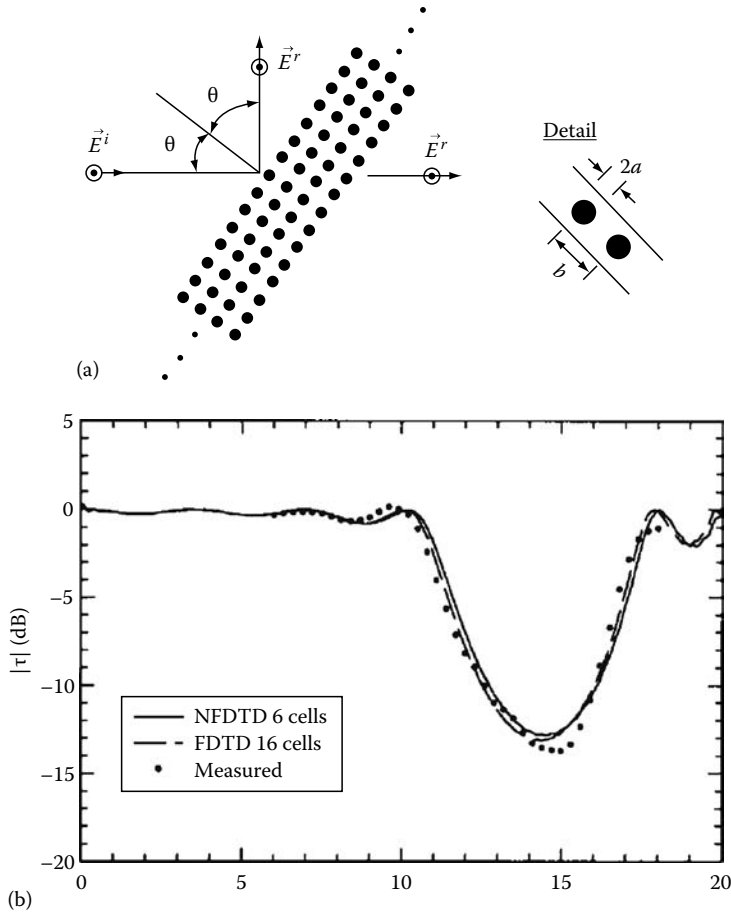 θ
E⃗ʳ
θ
E⃗ⁱ
E⃗ʳ
Detail
2a
b
(a)
5
0
−5
−10
−15
−20
|τ| (dB)
NFDTD 6 cells
FDTD 16 cells
Measured
0
5
10
15
20
(b)